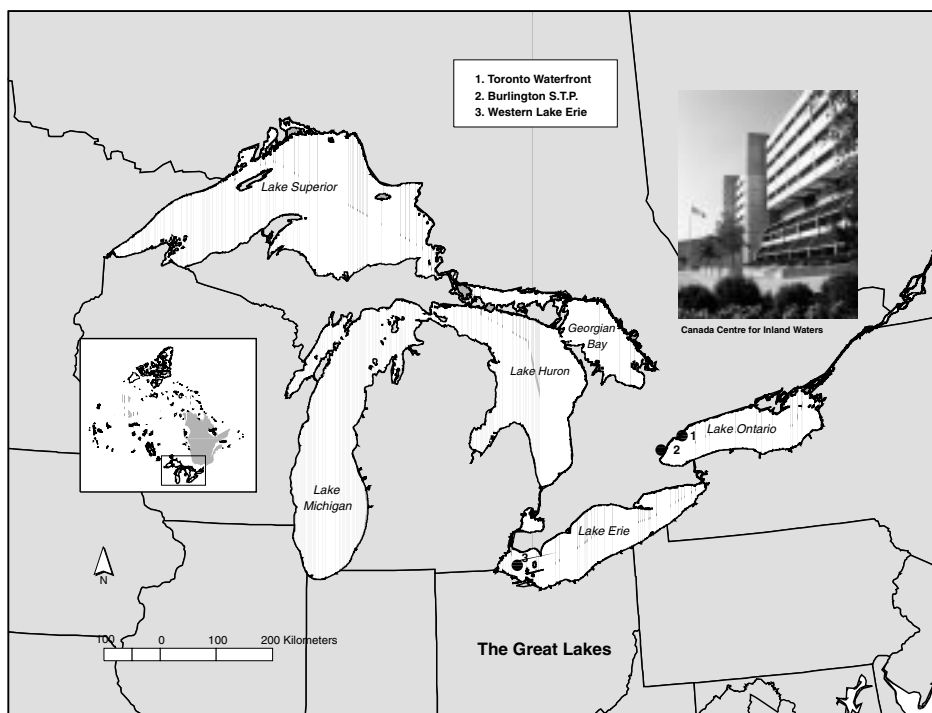 1. Toronto Waterfront
2. Burlington S.T.P.
3. Western Lake Erie
Lake Superior
Canada Centre for Inland Waters
Georgian
Bay
Lake Huron
Lake Ontario
1
2
Lake
Michigan
Lake Erie
3
N
100 0 100 200 Kilometers
The Great Lakes